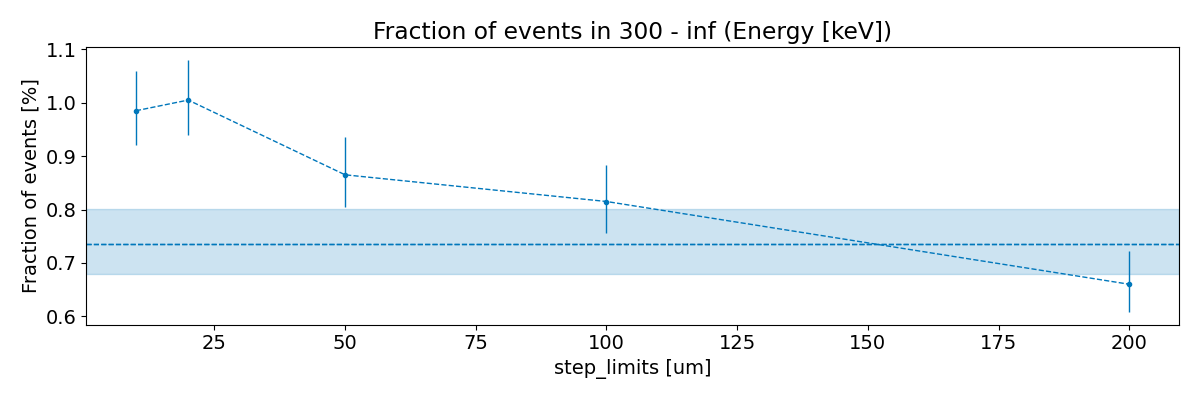 Fraction of events in 300 - inf (Energy [keV])
Fraction of events [%]
1.1
1.0
0.9
0.8
0.7
0.6
25 50 75 100 125 150 175 200
step_limits [um]